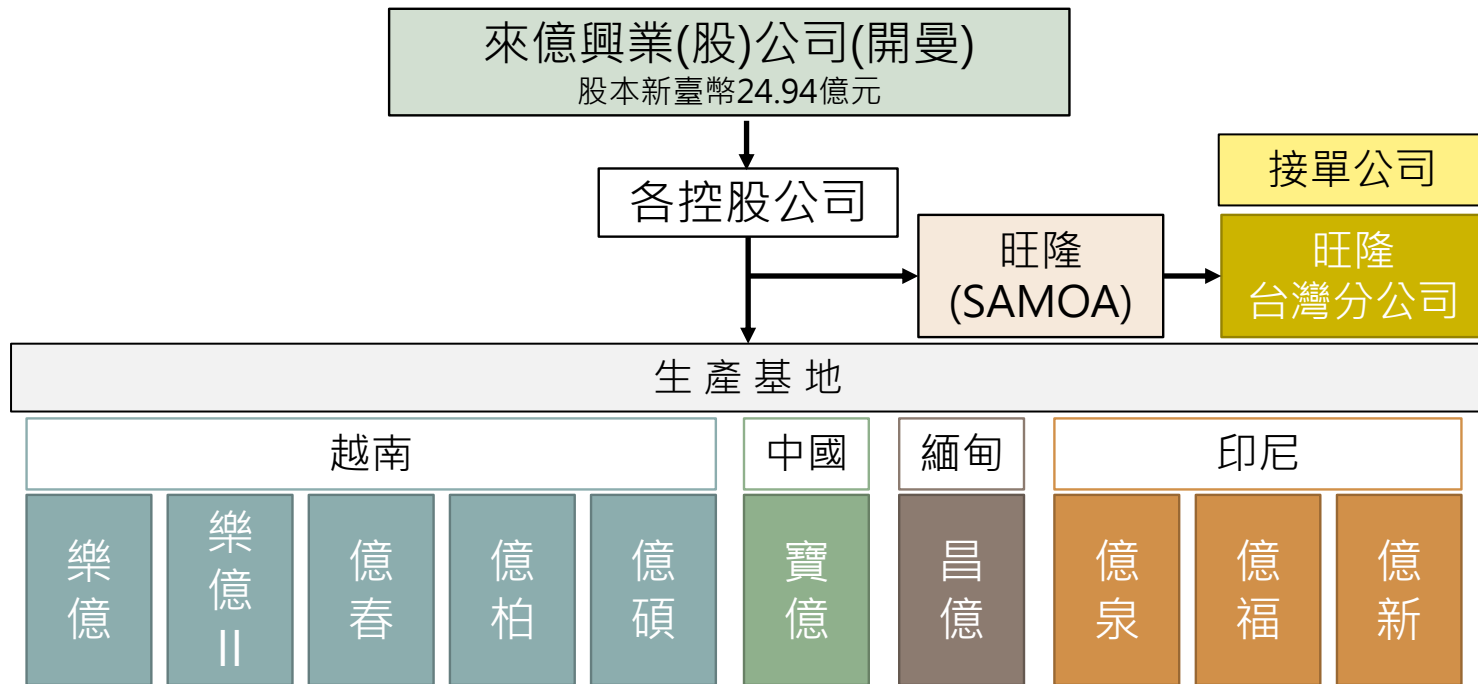 來億興業(股)公司(開曼)
股本新臺幣24.94億元
各控股公司
接單公司
旺隆
(SAMOA)
旺隆
台灣分公司
生產基地
越南
中國
緬甸
印尼
樂億
樂億II
億春
億柏
億碩
寶億
昌億
億泉
億福
億新